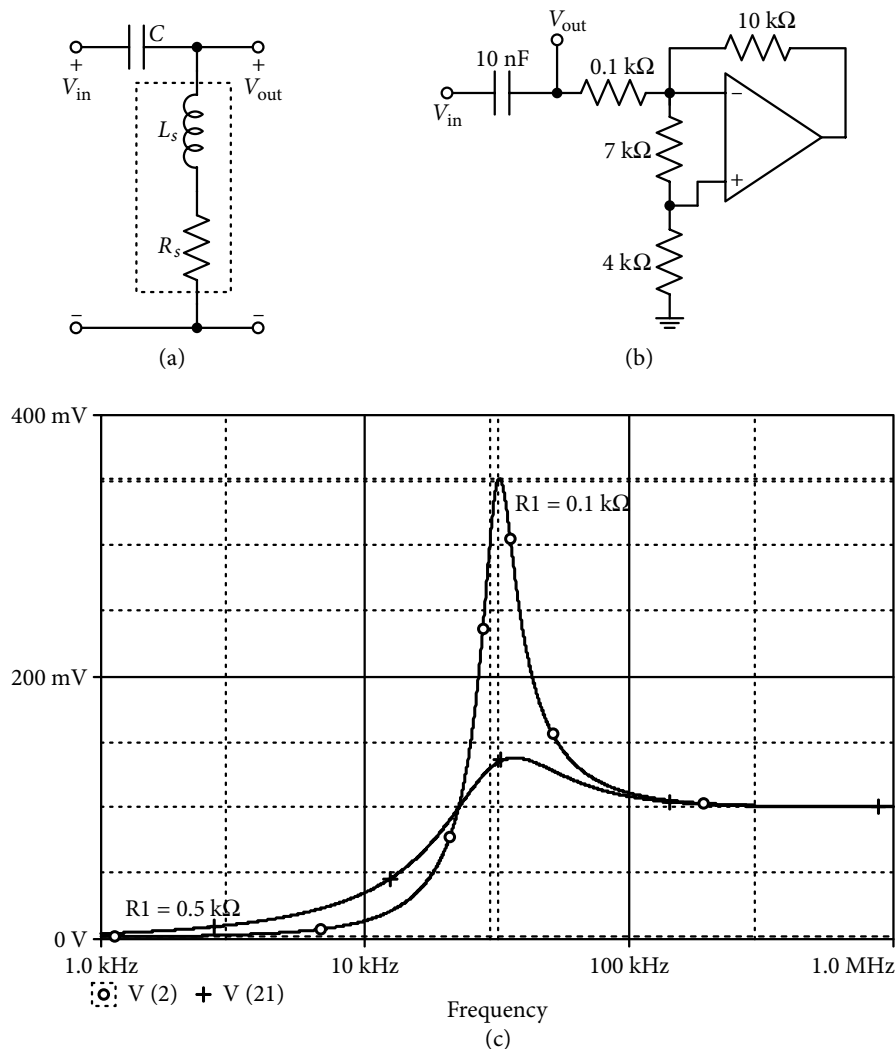 C
+
+
V_in
V_out
L_s
R_s
–
–
(a)
V_out
10 kΩ
10 nF
0.1 kΩ
V_in
–
7 kΩ
+
4 kΩ
(b)
400 mV
R1 = 0.1 kΩ
200 mV
R1 = 0.5 kΩ
0 V
1.0 kHz 10 kHz 100 kHz 1.0 MHz
V (2) V (21)
Frequency
(c)